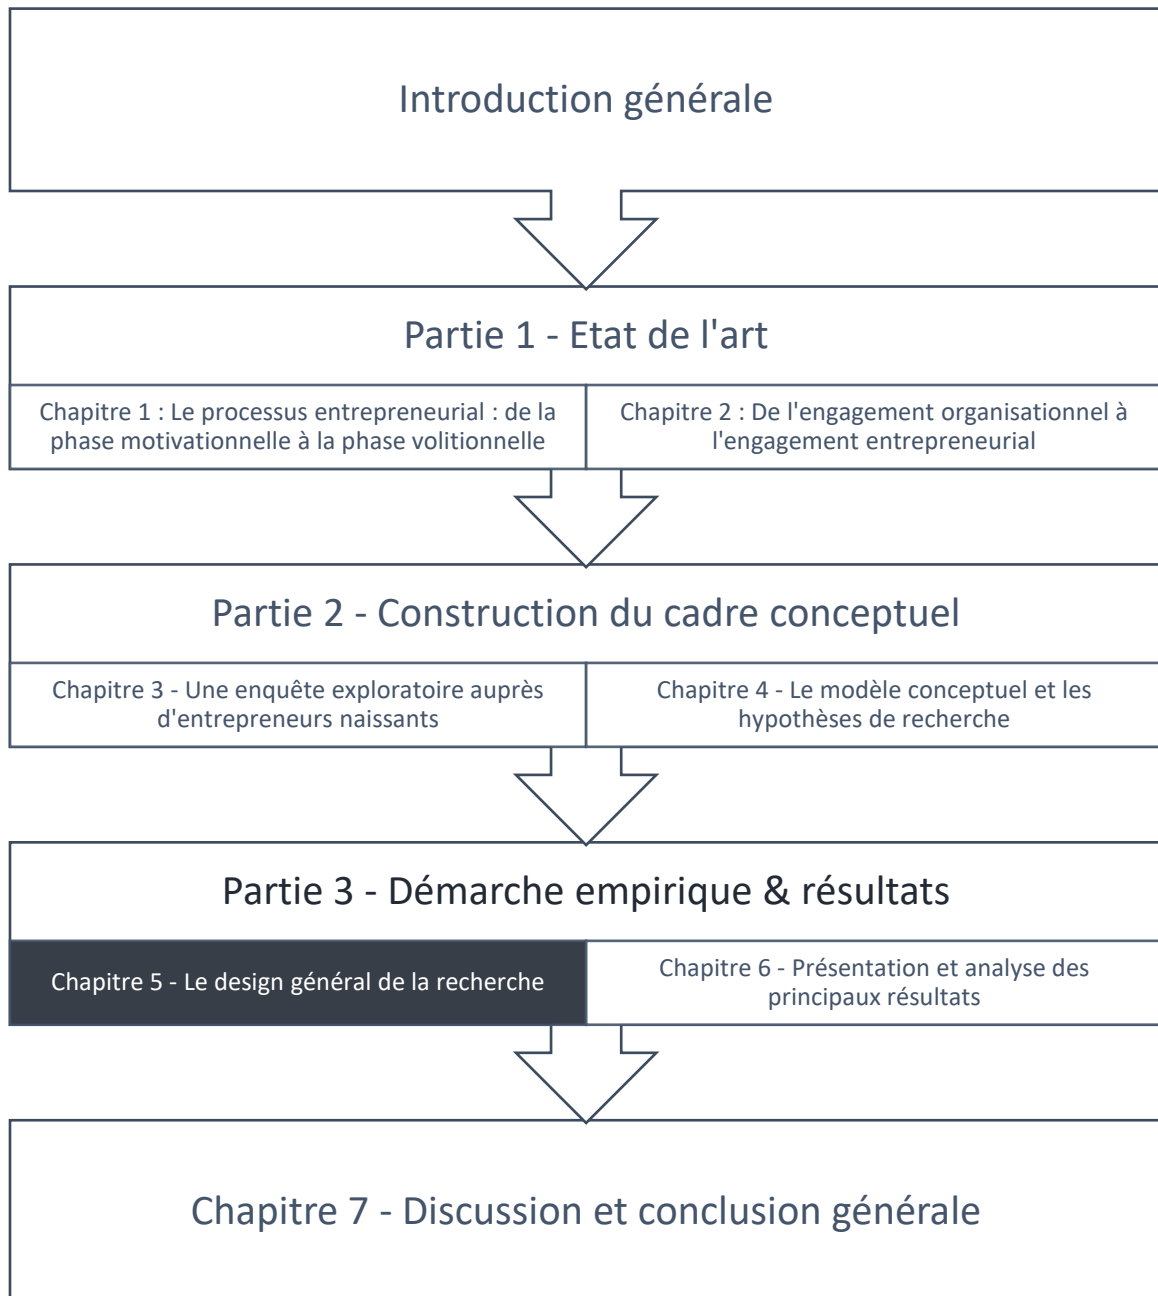 Introduction générale
Partie 1 - Etat de l'art
Chapitre 1 : Le processus entrepreneurial : de la
phase motivationnelle à la phase volitionnelle
Chapitre 2 : De l'engagement organisationnel à
l'engagement entrepreneurial
Partie 2 - Construction du cadre conceptuel
Chapitre 3 - Une enquête exploratoire auprès
d'entrepreneurs naissants
Chapitre 4 - Le modèle conceptuel et les
hypothèses de recherche
Partie 3 - Démarche empirique & résultats
Chapitre 5 - Le design général de la recherche
Chapitre 6 - Présentation et analyse des
principaux résultats
Chapitre 7 - Discussion et conclusion générale